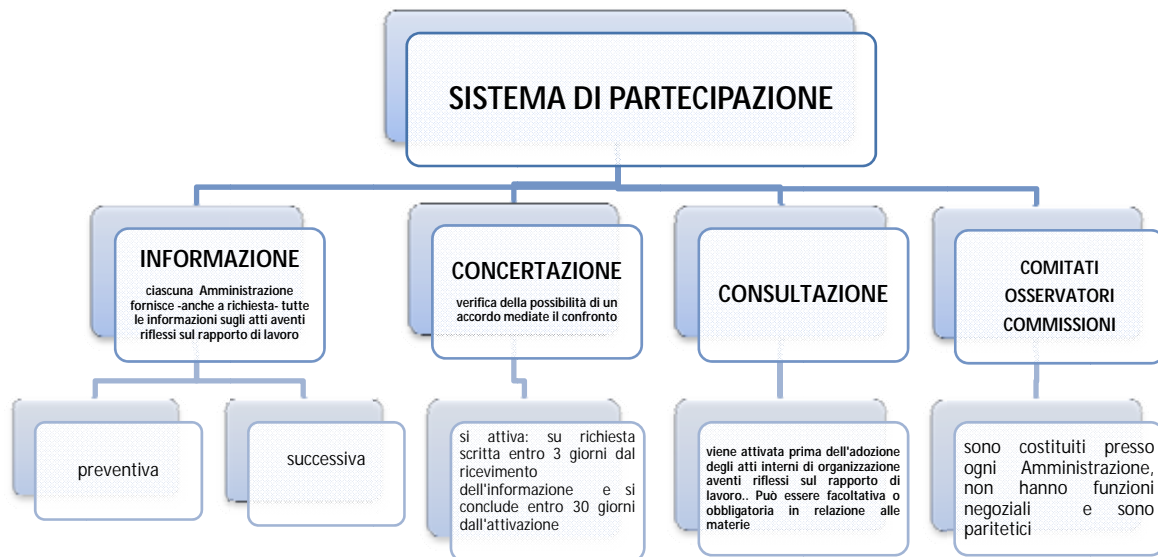 SISTEMA DI PARTECIPAZIONE
INFORMAZIONE
ciascuna Amministrazione
fornisce -anche a richiesta- tutte
le informazioni sugli atti aventi
riflessi sul rapporto di lavoro
CONCERTAZIONE
verifica della possibilità di un
accordo mediate il confronto
CONSULTAZIONE
COMITATI
OSSERVATORI
COMMISSIONI
preventiva
successiva
si attiva: su richiesta
scritta entro 3 giorni dal
ricevimento
dell'informazione e si
conclude entro 30 giorni
dall'attivazione
viene attivata prima dell'adozione
degli atti interni di organizzazione
aventi riflessi sul rapporto di
lavoro.. Può essere facoltativa o
obbligatoria in relazione alle
materie
sono costituiti presso
ogni Amministrazione,
non hanno funzioni
negoziali e sono
paritetici